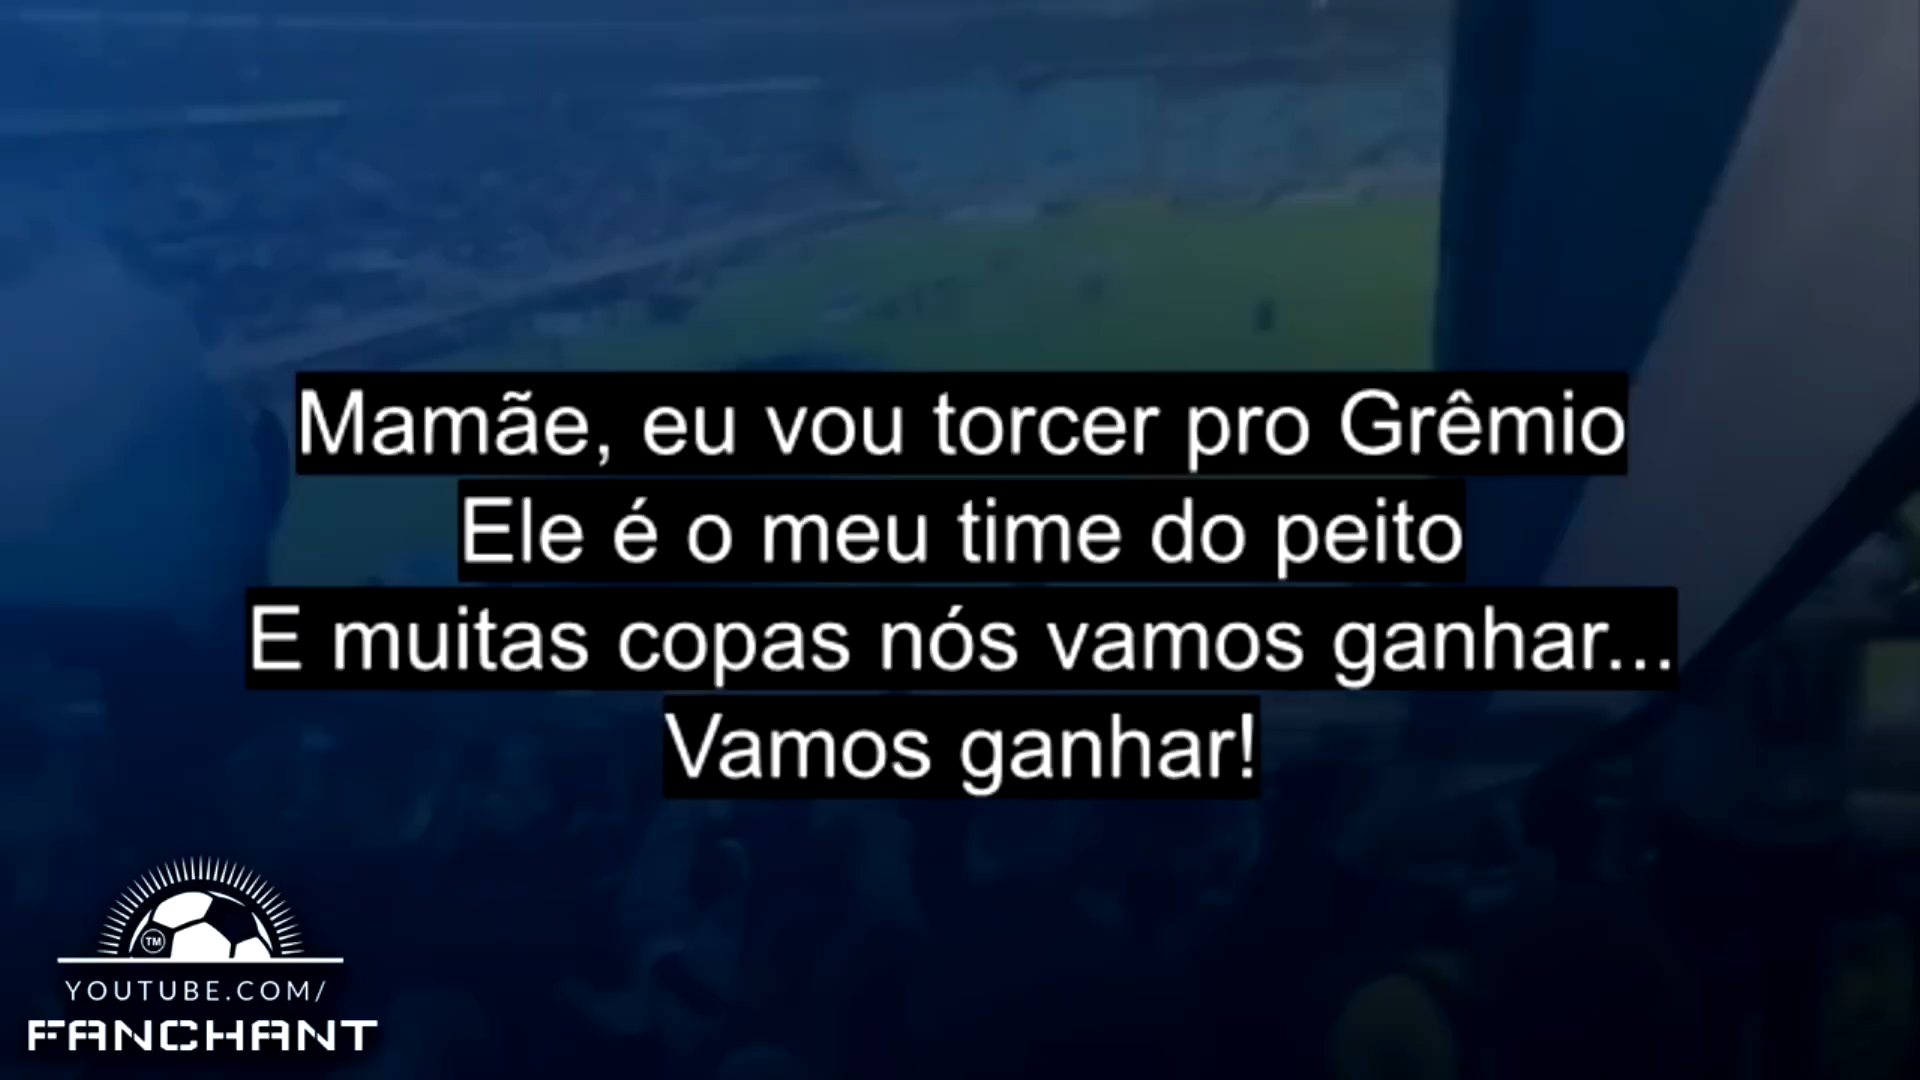 Mamãe, eu vou torcer pro Grêmio
Ele é o meu time do peito
E muitas copas nós vamos ganhar...
Vamos ganhar!
TM
YOUTUBE.COM/
FANCHANT